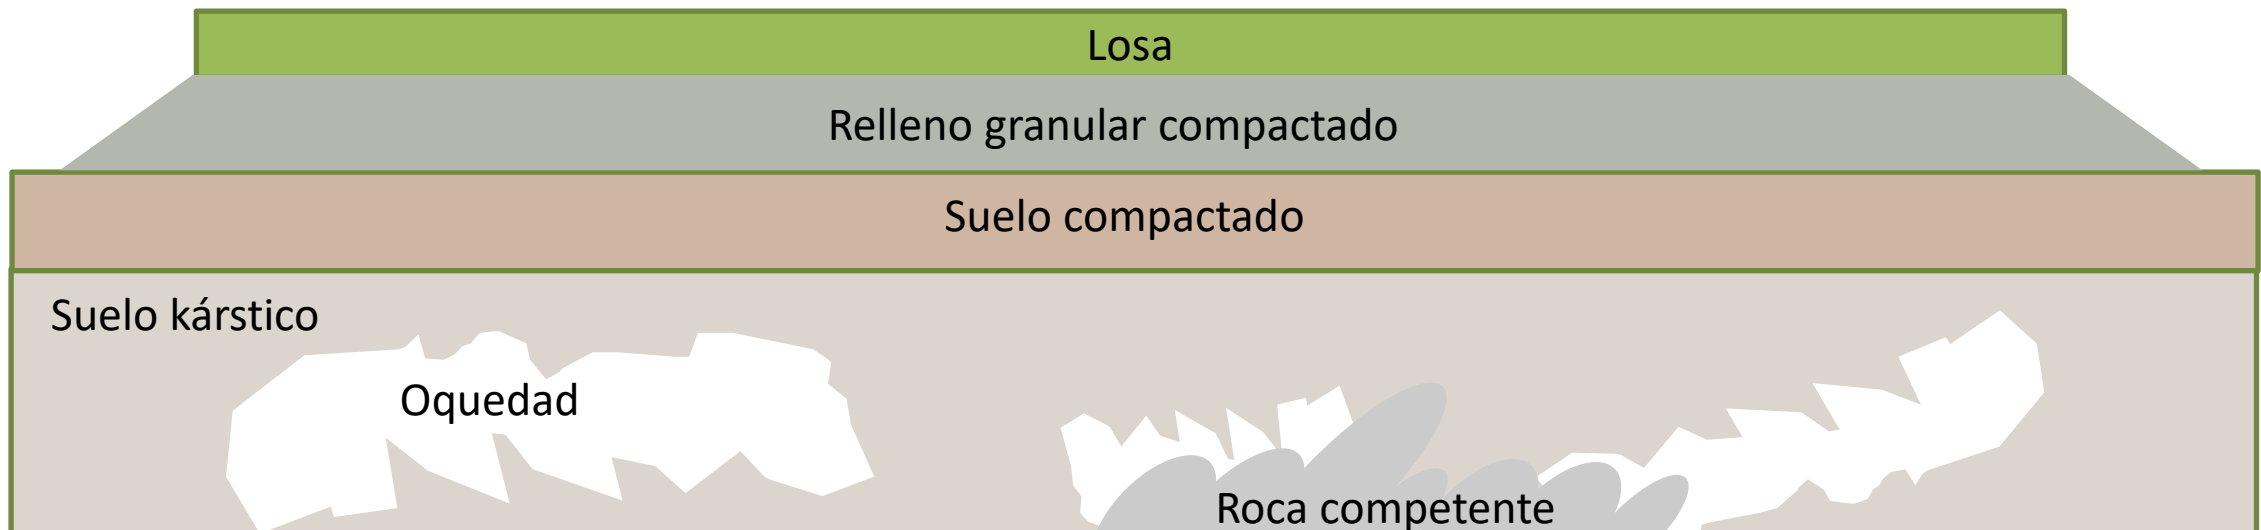 Losa
Relleno granular compactado
Suelo compactado
Suelo kárstico
Oquedad
Roca competente